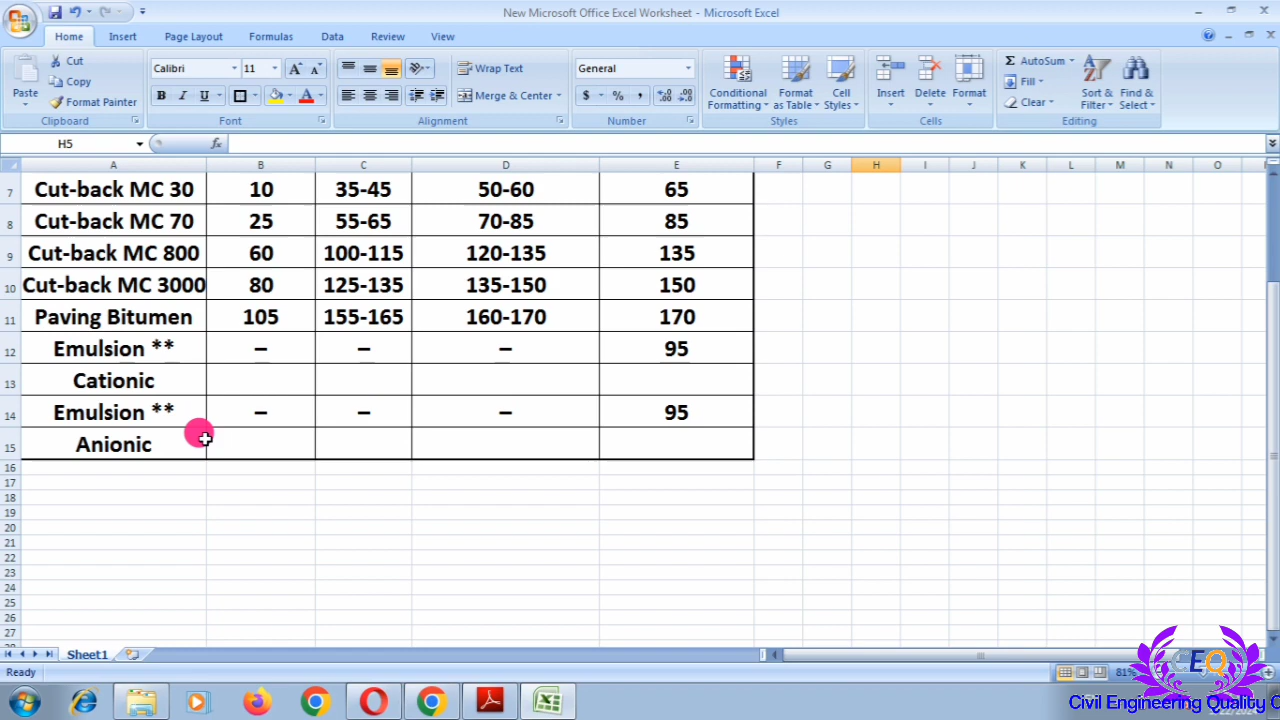 New Microsoft Office Excel Worksheet - Microsoft Excel
Home Insert Page Layout Formulas Data Review View
Paste Cut Copy Format Painter Clipboard
Calibri 11 B I U A Font
Wrap Text Merge & Center Alignment
General $ % , Number
Conditional Formatting Format as Table Cell Styles Styles
Insert Delete Format Cells
Σ AutoSum Fill Clear Sort & Filter Find & Select Editing
H5 fx
A B C D E F G H I J K L M N O
7 Cut-back MC 30 10 35-45 50-60 65
8 Cut-back MC 70 25 55-65 70-85 85
9 Cut-back MC 800 60 100-115 120-135 135
10 Cut-back MC 3000 80 125-135 135-150 150
11 Paving Bitumen 105 155-165 160-170 170
12 Emulsion ** – – – 95
13 Cationic
14 Emulsion ** – – – 95
15 Anionic
16
17
18
19
20
21
22
23
24
25
26
27
Sheet1
Ready 81%
CEQ
Civil Engineering Quality